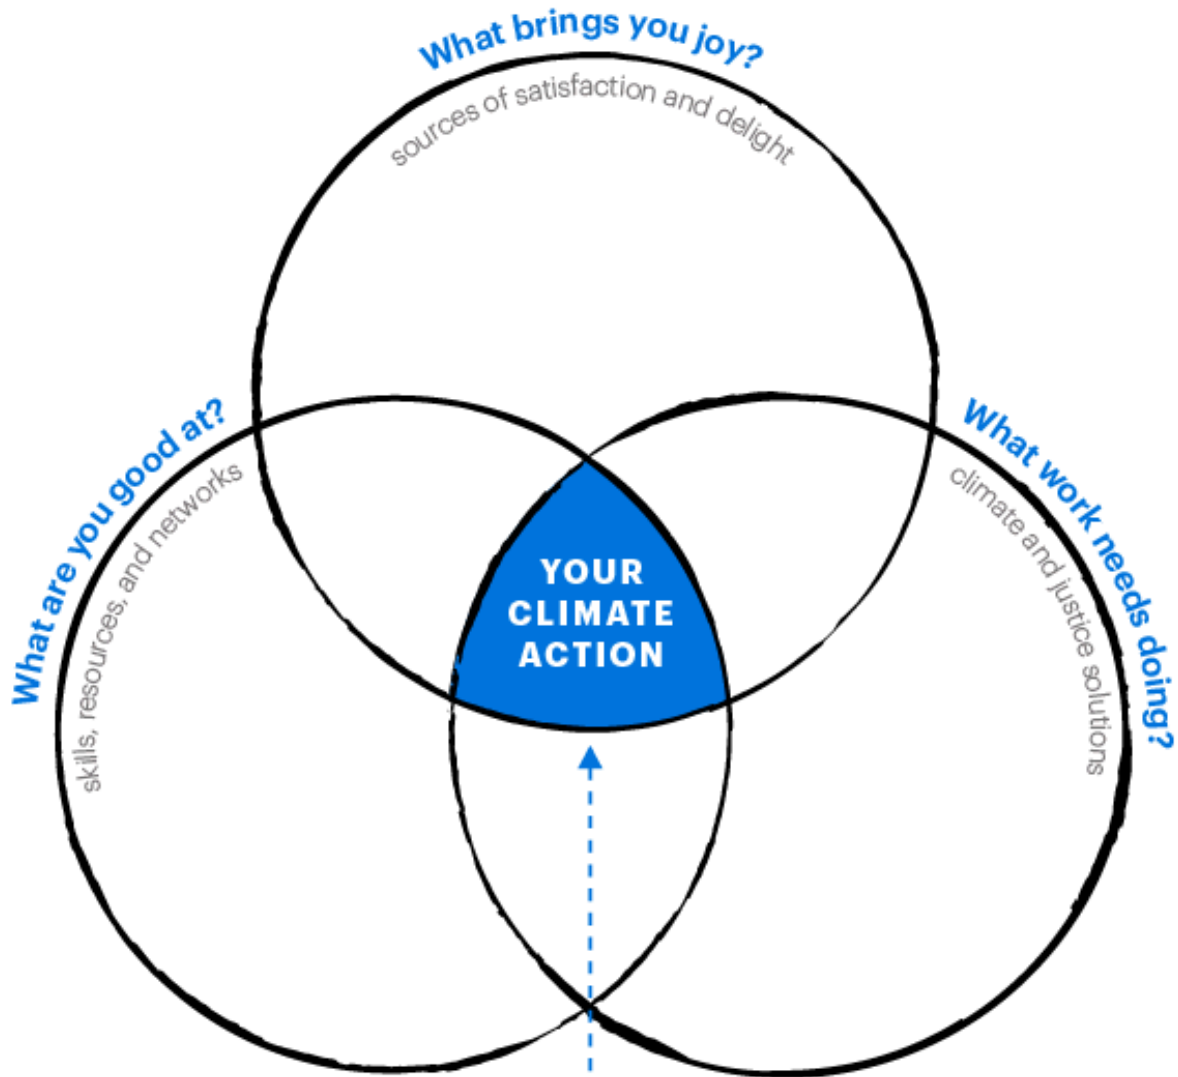 What brings you joy?
sources of satisfaction and delight
What are you good at?
skills, resources, and networks
What work needs doing?
climate and justice solutions
YOUR
CLIMATE
ACTION